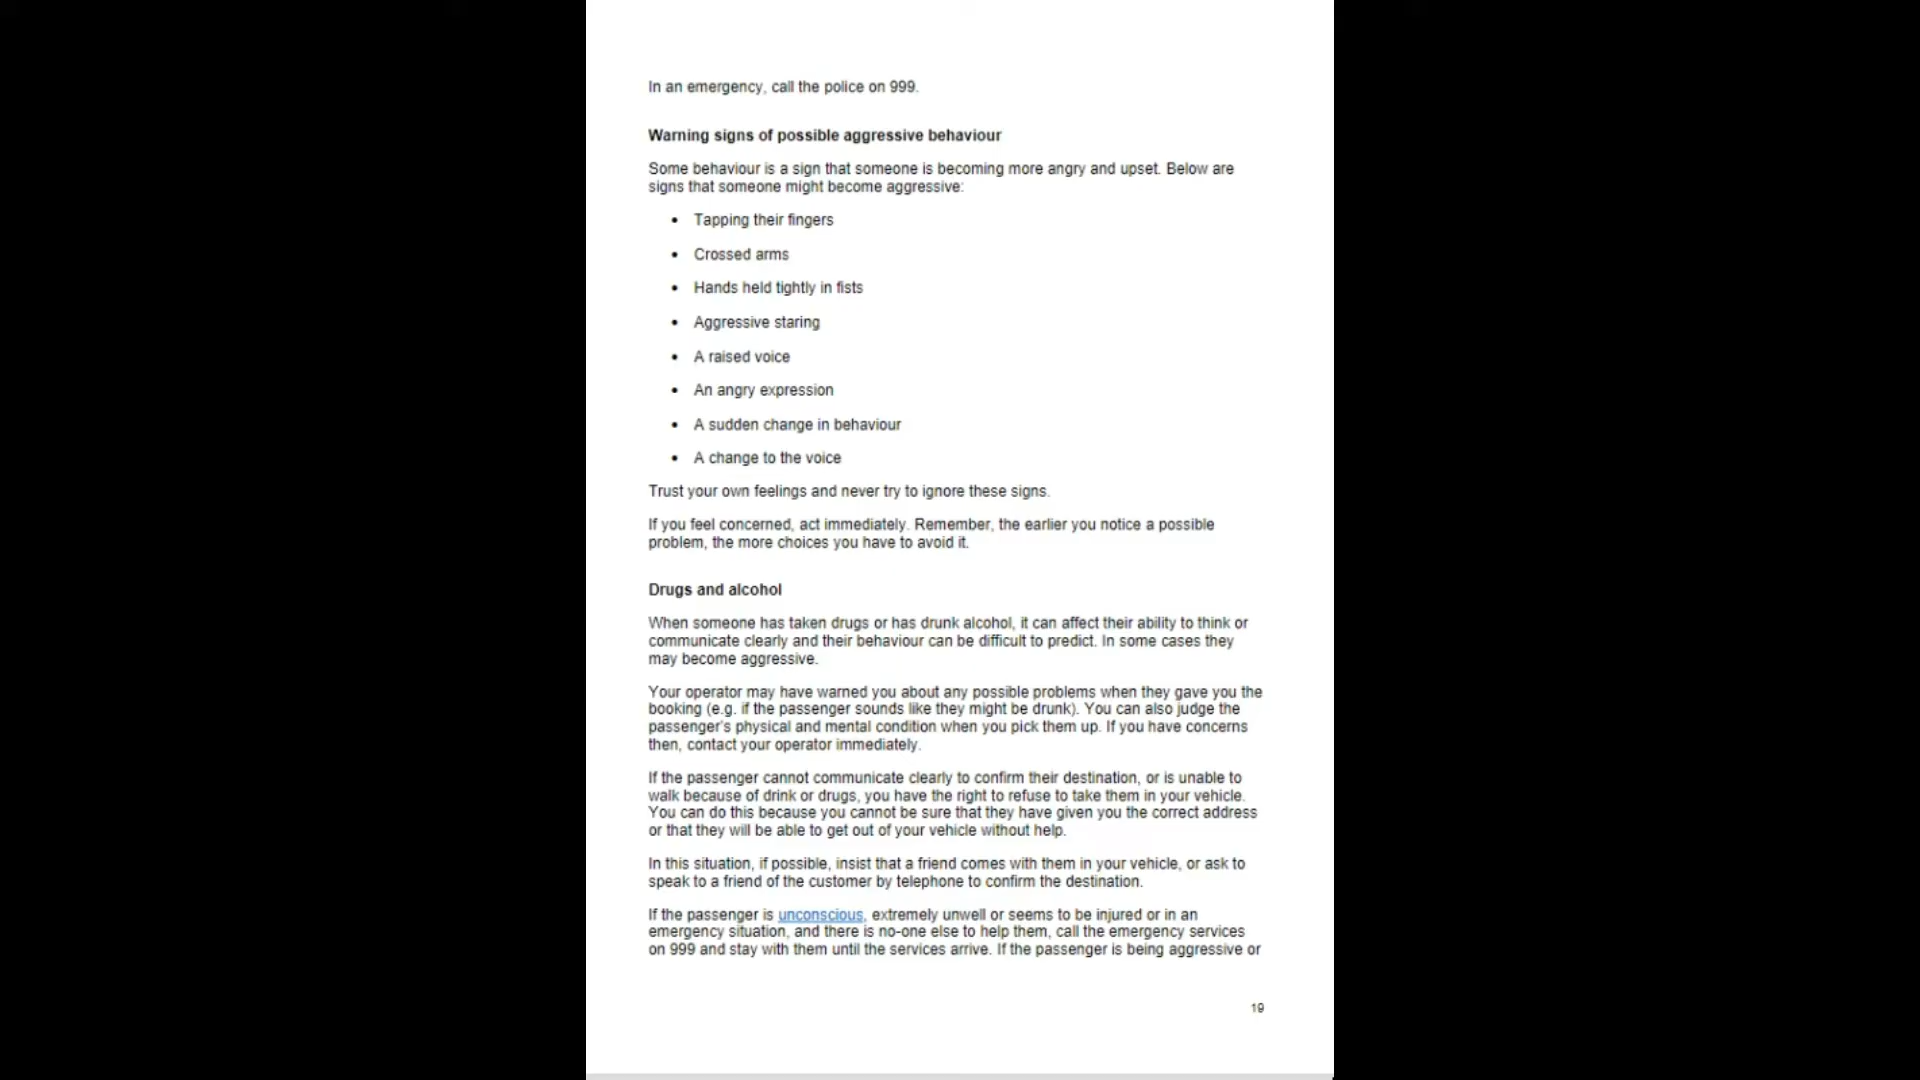 In an emergency, call the police on 999.
Warning signs of possible aggressive behaviour
Some behaviour is a sign that someone is becoming more angry and upset. Below are
signs that someone might become aggressive:
• Tapping their fingers
• Crossed arms
• Hands held tightly in fists
• Aggressive staring
• A raised voice
• An angry expression
• A sudden change in behaviour
• A change to the voice
Trust your own feelings and never try to ignore these signs.
If you feel concerned, act immediately. Remember, the earlier you notice a possible
problem, the more choices you have to avoid it.
Drugs and alcohol
When someone has taken drugs or has drunk alcohol, it can affect their ability to think or
communicate clearly and their behaviour can be difficult to predict. In some cases they
may become aggressive.
Your operator may have warned you about any possible problems when they gave you the
booking (e.g. if the passenger sounds like they might be drunk). You can also judge the
passenger's physical and mental condition when you pick them up. If you have concerns
then, contact your operator immediately.
If the passenger cannot communicate clearly to confirm their destination, or is unable to
walk because of drink or drugs, you have the right to refuse to take them in your vehicle.
You can do this because you cannot be sure that they have given you the correct address
or that they will be able to get out of your vehicle without help.
In this situation, if possible, insist that a friend comes with them in your vehicle, or ask to
speak to a friend of the customer by telephone to confirm the destination.
If the passenger is unconscious, extremely unwell or seems to be injured or in an
emergency situation, and there is no-one else to help them, call the emergency services
on 999 and stay with them until the services arrive. If the passenger is being aggressive or
19